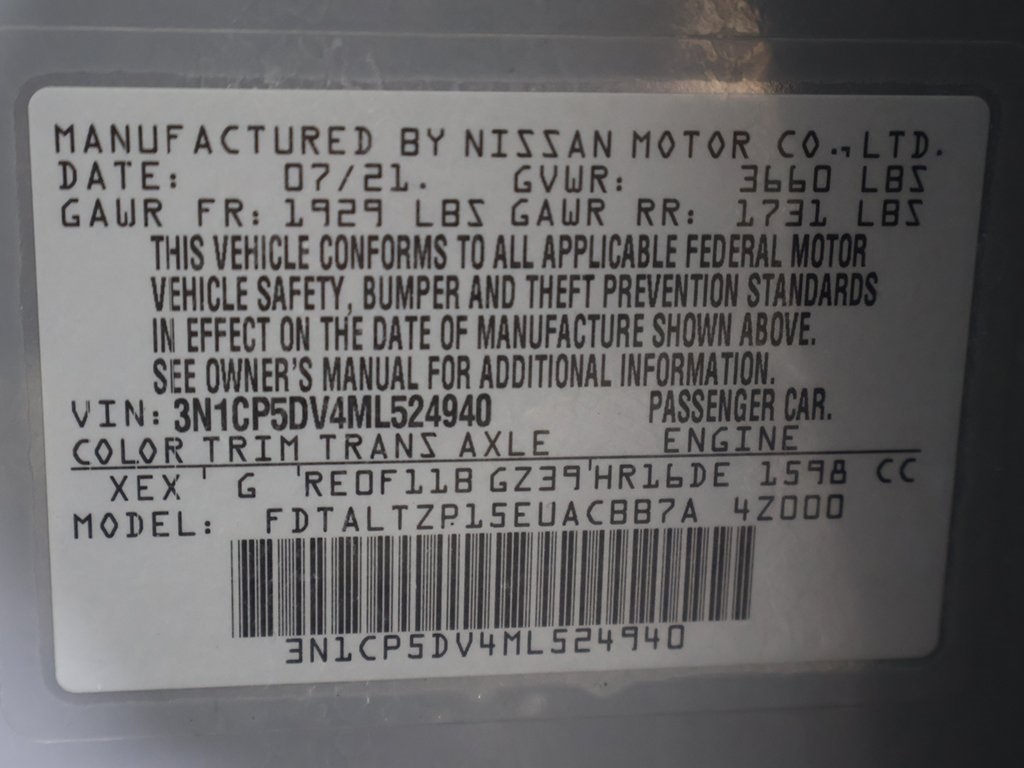 MANUFACTURED BY NISSAN MOTOR CO., LTD.
DATE: 07/21. GVWR: 3660 LBS
GAWR FR: 1929 LBS GAWR RR: 1731 LBS
THIS VEHICLE CONFORMS TO ALL APPLICABLE FEDERAL MOTOR
VEHICLE SAFETY, BUMPER AND THEFT PREVENTION STANDARDS
IN EFFECT ON THE DATE OF MANUFACTURE SHOWN ABOVE.
SEE OWNER'S MANUAL FOR ADDITIONAL INFORMATION.
VIN: 3N1CP5DV4ML524940 PASSENGER CAR.
COLOR TRIM TRANS AXLE ENGINE
XEX ' G 'RE0F11B GZ39'HR16DE 1598 CC
MODEL: FDTALTZP15EUACBB7A 4Z000
3N1CP5DV4ML524940